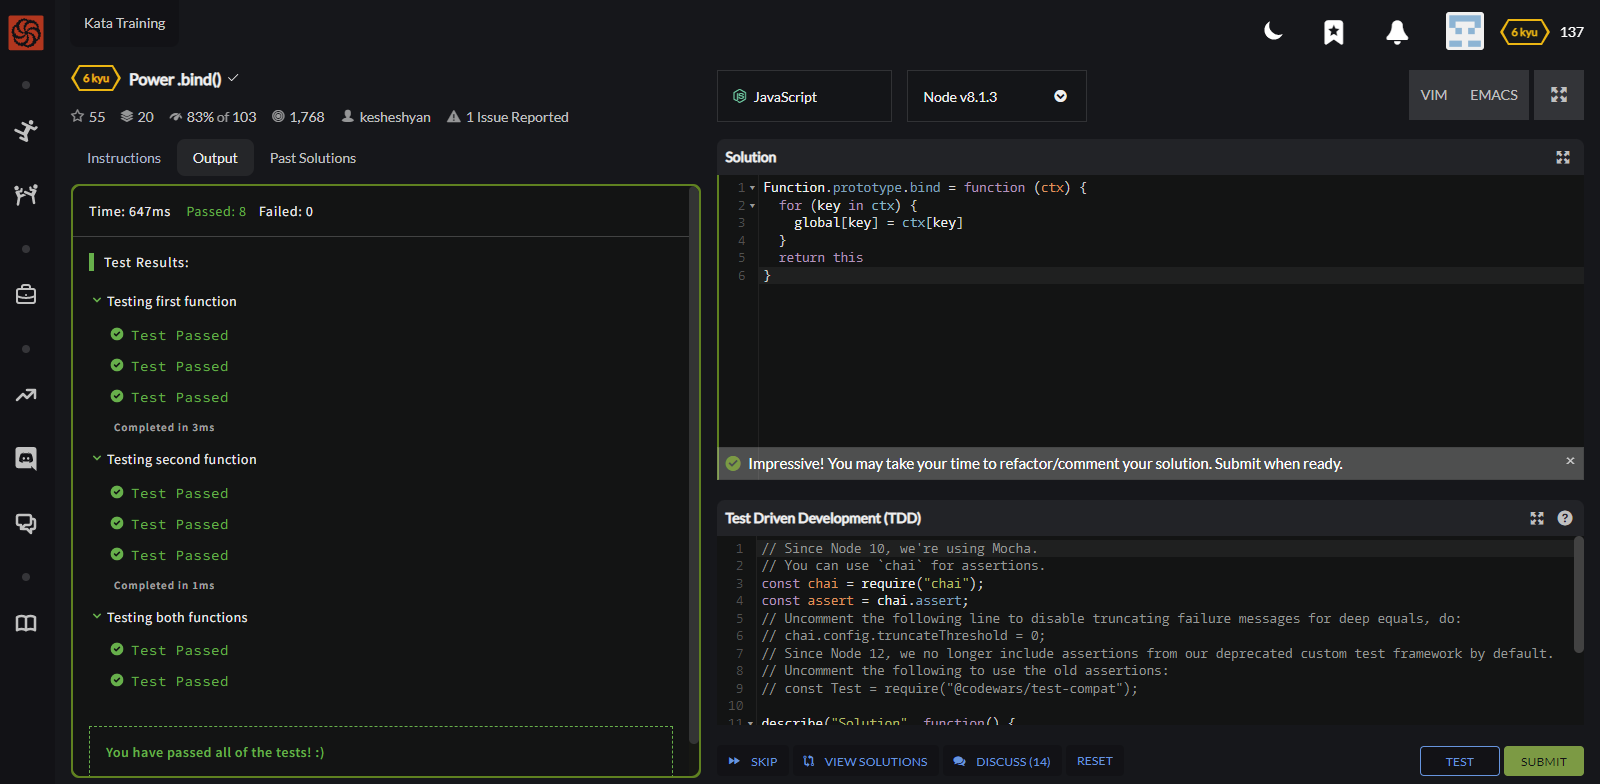 Kata Training
6 kyu
137
6 kyu Power .bind()
55 20 83% of 103 1,768 kesheshyan 1 Issue Reported
Instructions Output Past Solutions
Time: 647ms Passed: 8 Failed: 0
Test Results:
Testing first function
Test Passed
Test Passed
Test Passed
Completed in 3ms
Testing second function
Test Passed
Test Passed
Test Passed
Completed in 1ms
Testing both functions
Test Passed
Test Passed
You have passed all of the tests! :)
JavaScript
Node v8.1.3
VIM EMACS
Solution
1 Function.prototype.bind = function (ctx) {
2 for (key in ctx) {
3 global[key] = ctx[key]
4 }
5 return this
6 }
Impressive! You may take your time to refactor/comment your solution. Submit when ready.
Test Driven Development (TDD)
1 // Since Node 10, we're using Mocha.
2 // You can use `chai` for assertions.
3 const chai = require("chai");
4 const assert = chai.assert;
5 // Uncomment the following line to disable truncating failure messages for deep equals, do:
6 // chai.config.truncateThreshold = 0;
7 // Since Node 12, we no longer include assertions from our deprecated custom test framework by default.
8 // Uncomment the following to use the old assertions:
9 // const Test = require("@codewars/test-compat");
10
11 describe("Solution", function() {
SKIP VIEW SOLUTIONS DISCUSS (14) RESET
TEST SUBMIT